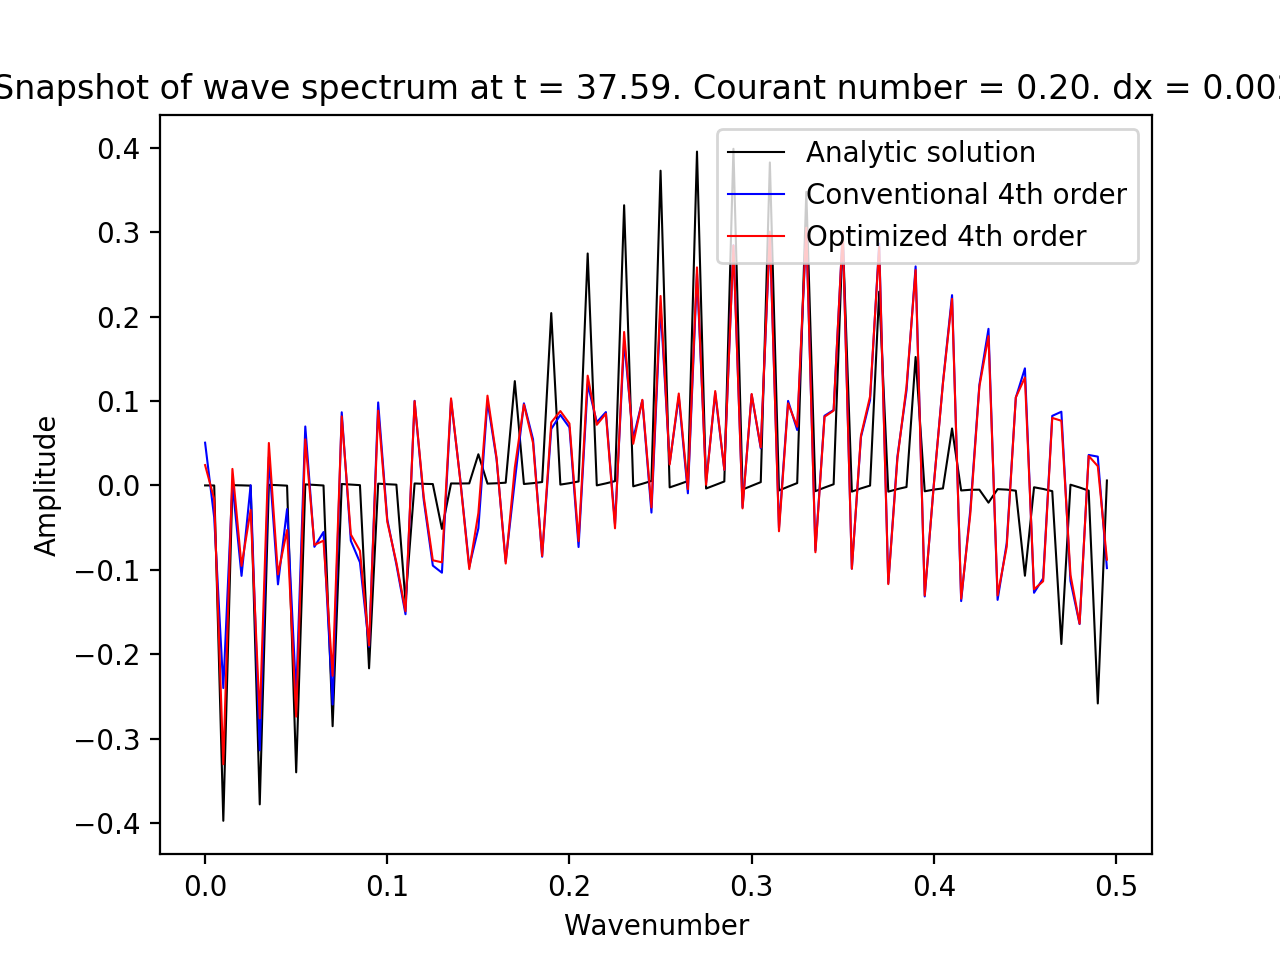 Snapshot of wave spectrum at t = 37.59. Courant number = 0.20. dx =
Analytic solution
Conventional 4th order
Optimized 4th order
Amplitude
0.4
0.3
0.2
0.1
0.0
−0.1
−0.2
−0.3
−0.4
0.0 0.1 0.2 0.3 0.4 0.5
Wavenumber